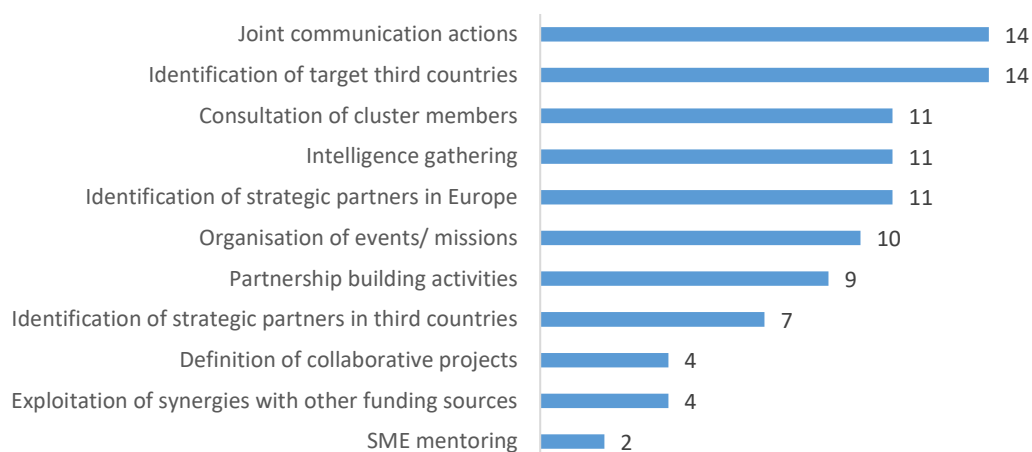 Joint communication actions 14
Identification of target third countries 14
Consultation of cluster members 11
Intelligence gathering 11
Identification of strategic partners in Europe 11
Organisation of events/ missions 10
Partnership building activities 9
Identification of strategic partners in third countries 7
Definition of collaborative projects 4
Exploitation of synergies with other funding sources 4
SME mentoring 2